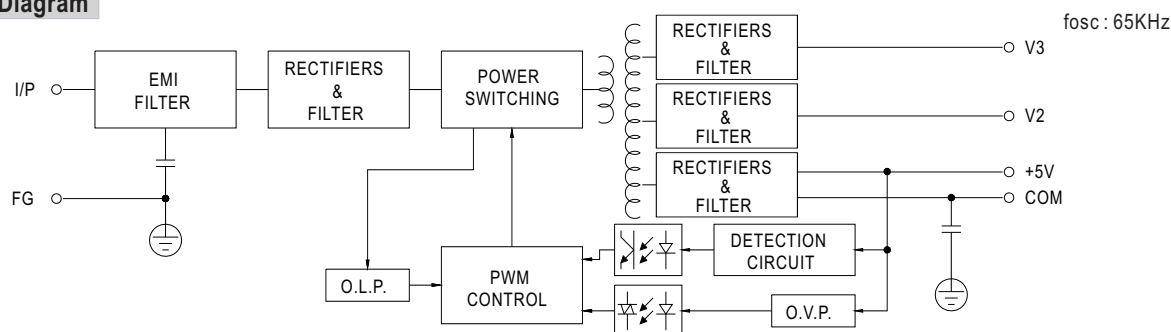 Diagram
fosc : 65KHz
I/P
EMI
FILTER
RECTIFIERS
&
FILTER
POWER
SWITCHING
RECTIFIERS
&
FILTER
V3
RECTIFIERS
&
FILTER
V2
RECTIFIERS
&
FILTER
+5V
COM
FG
O.L.P.
PWM
CONTROL
DETECTION
CIRCUIT
O.V.P.